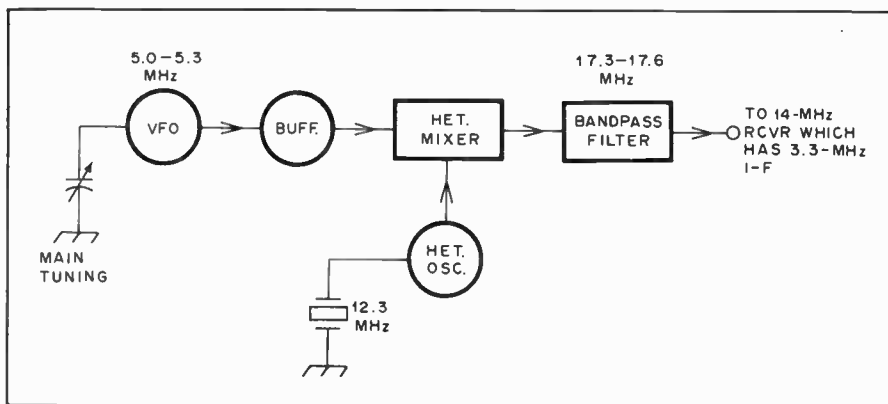 5.0–5.3
MHz
VFO
BUFF.
HET.
MIXER
17.3–17.6
MHz
BANDPASS
FILTER
TO 14-MHz
RCVR WHICH
HAS 3.3-MHz
I-F
MAIN
TUNING
HET.
OSC.
12.3
MHz